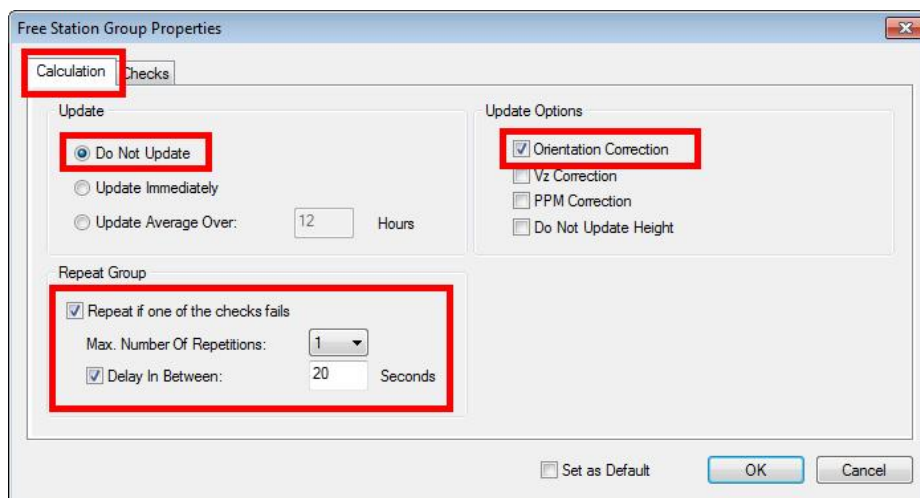 Free Station Group Properties
Calculation Checks
Update
Do Not Update
Update Immediately
Update Average Over: 12 Hours
Update Options
Orientation Correction
Vz Correction
PPM Correction
Do Not Update Height
Repeat Group
Repeat if one of the checks fails
Max. Number Of Repetitions: 1
Delay In Between: 20 Seconds
Set as Default OK Cancel